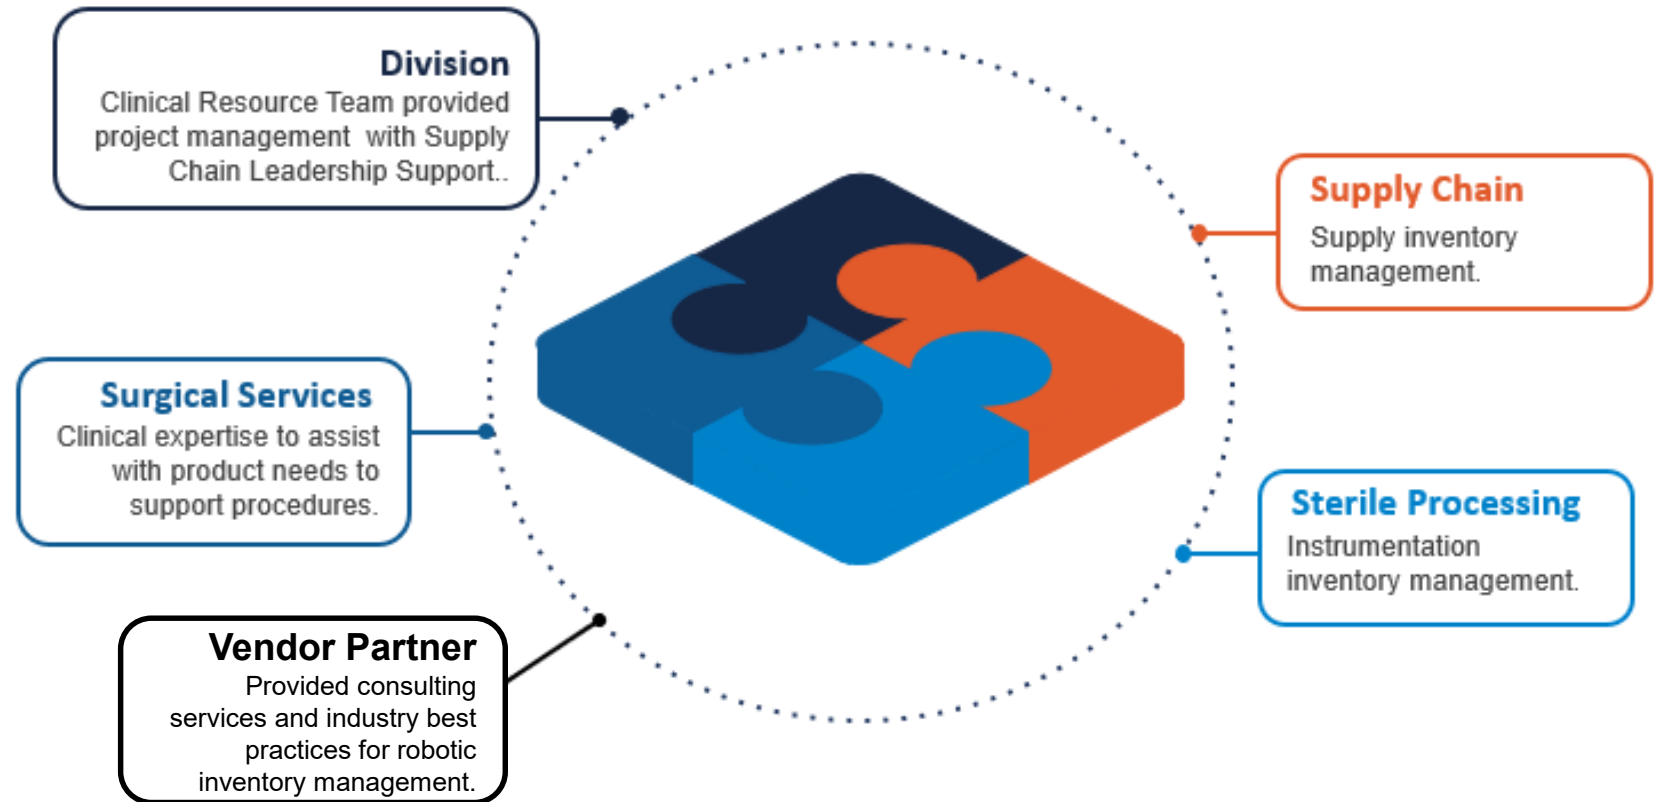 Division
Clinical Resource Team provided
project management  with Supply
Chain Leadership Support..
Supply Chain
Supply inventory
management.
Surgical Services
Clinical expertise to assist
with product needs to
support procedures.
Sterile Processing
Instrumentation
inventory management.
Vendor Partner
Provided consulting
services and industry best
practices for robotic
inventory management.